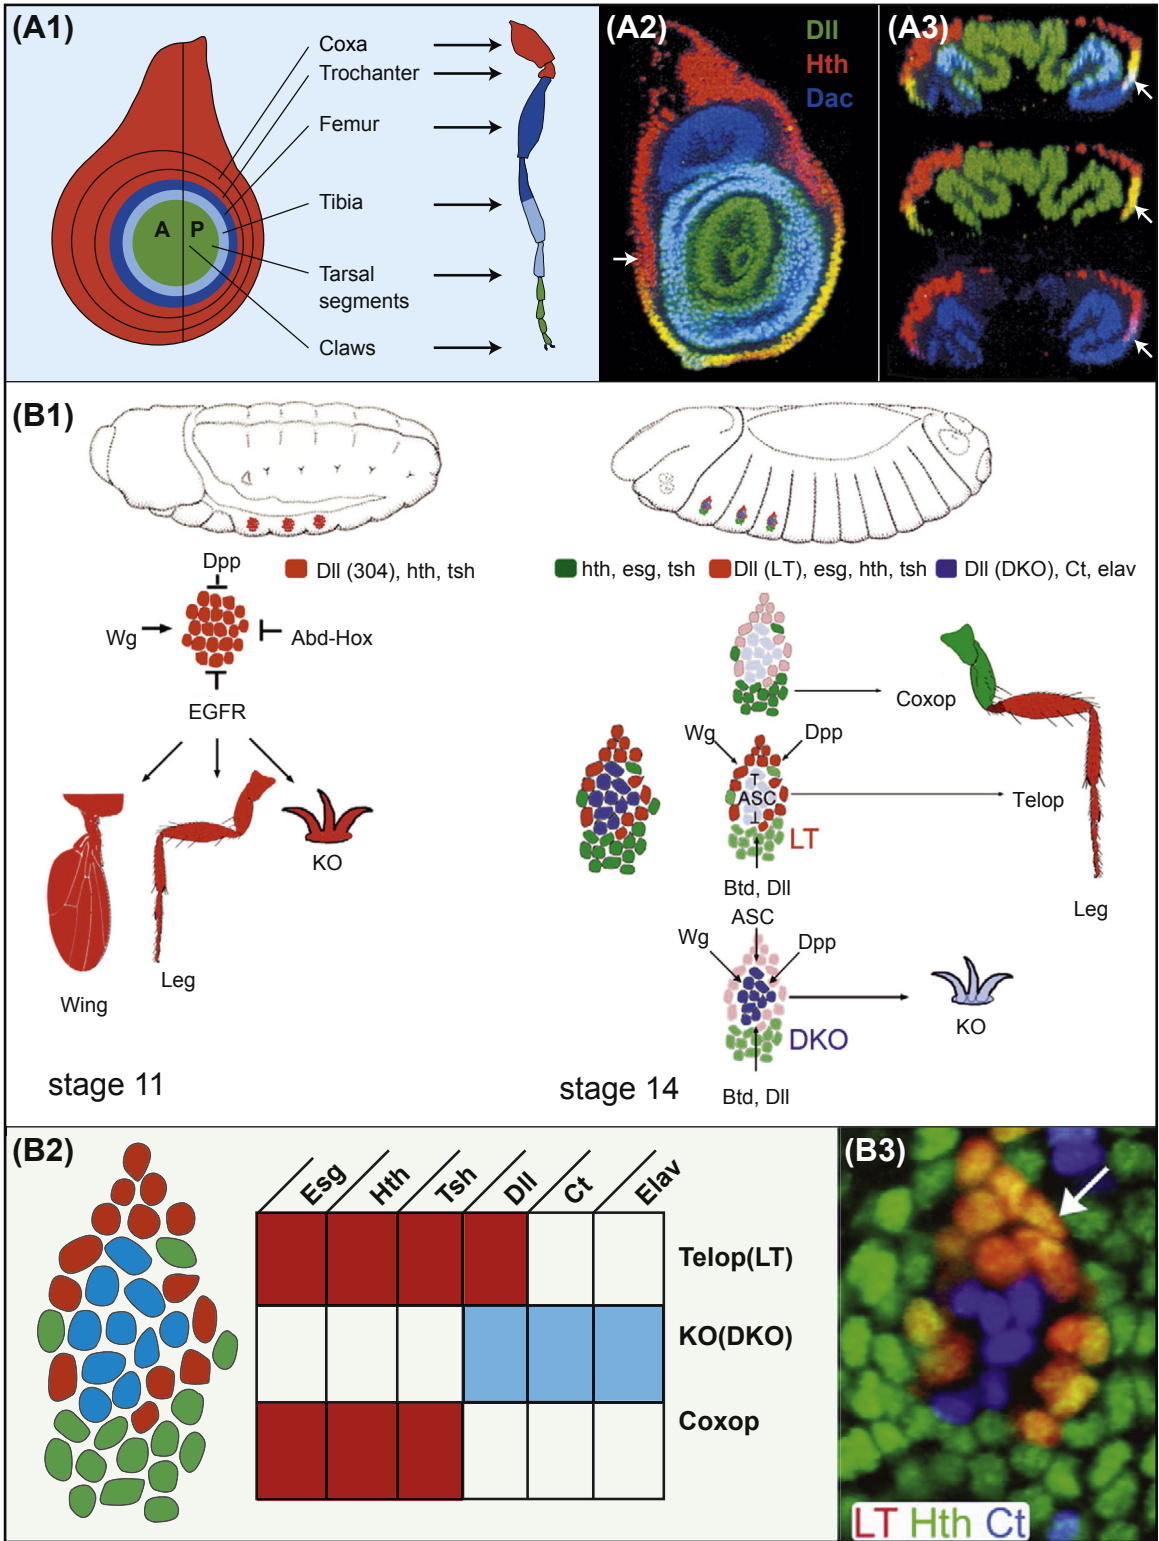 (A1)
Coxa
Trochanter
Femur
Tibia
Tarsal
segments
Claws
A P
(A2)
Dll
Hth
Dac
(A3)
(B1)
Dpp
Dll (304), hth, tsh
Wg
Abd-Hox
EGFR
KO
Leg
Wing
stage 11
hth, esg, tsh
Dll (LT), esg, hth, tsh
Dll (DKO), Ct, elav
Coxop
Wg
Dpp
ASC
Telop
LT
Btd, Dll
Leg
ASC
Wg
Dpp
KO
DKO
Btd, Dll
stage 14
(B2)
Esg
Hth
Tsh
Dll
Ct
Elav
Telop(LT)
KO(DKO)
Coxop
(B3)
LT Hth Ct